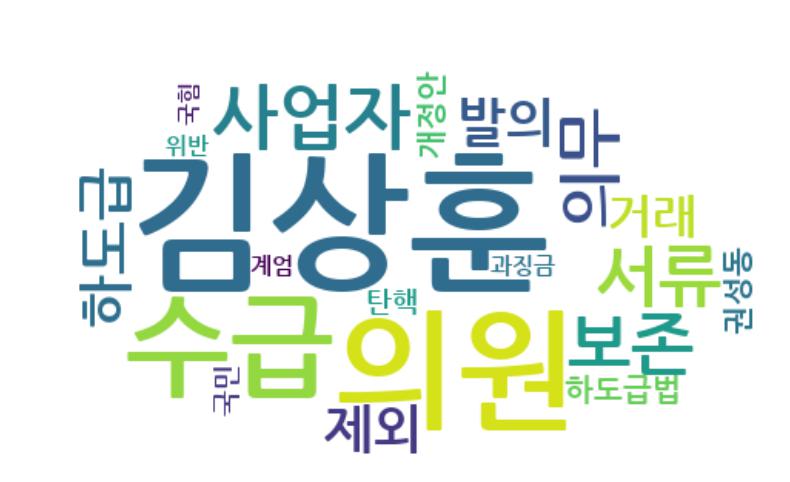 국힘
사업자
개정안
발의
의무
위반
김상훈
하도급
거래
계엄
과징금
서류
권성동
탄핵
수급
의원
보존
국민
하도급법
제외